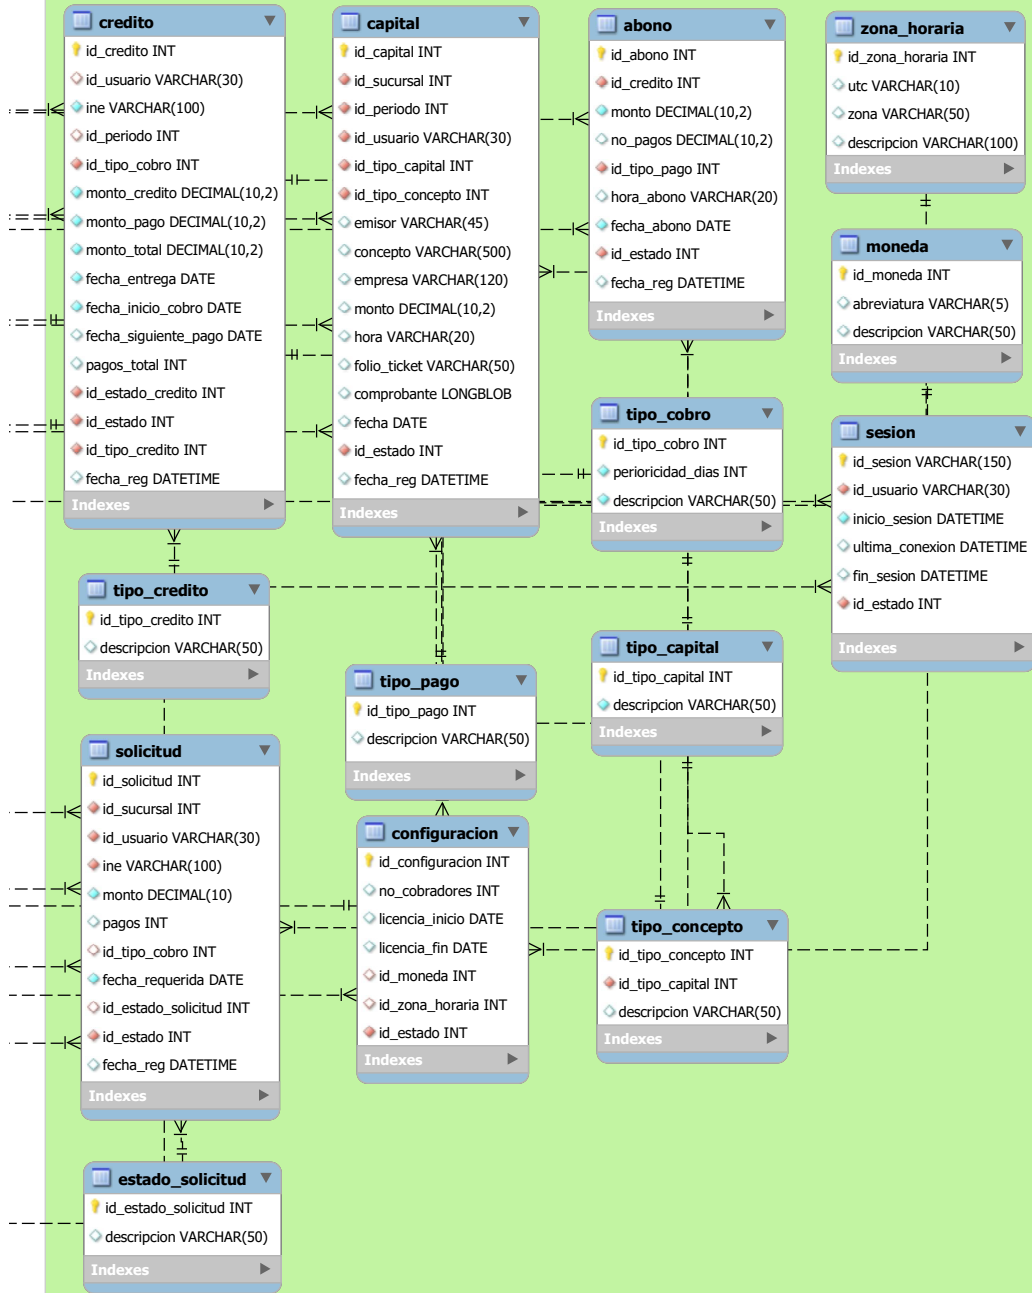 credito
id_credito INT
id_usuario VARCHAR(30)
ine VARCHAR(100)
id_periodo INT
id_tipo_cobro INT
monto_credito DECIMAL(10,2)
monto_pago DECIMAL(10,2)
monto_total DECIMAL(10,2)
fecha_entrega DATE
fecha_inicio_cobro DATE
fecha_siguiente_pago DATE
pagos_total INT
id_estado_credito INT
id_estado INT
id_tipo_credito INT
fecha_reg DATETIME
Indexes
capital
id_capital INT
id_sucursal INT
id_periodo INT
id_usuario VARCHAR(30)
id_tipo_capital INT
id_tipo_concepto INT
emisor VARCHAR(45)
concepto VARCHAR(500)
empresa VARCHAR(120)
monto DECIMAL(10,2)
hora VARCHAR(20)
folio_ticket VARCHAR(50)
comprobante LONGBLOB
fecha DATE
id_estado INT
fecha_reg DATETIME
Indexes
abono
id_abono INT
id_credito INT
monto DECIMAL(10,2)
no_pagos DECIMAL(10,2)
id_tipo_pago INT
hora_abono VARCHAR(20)
fecha_abono DATE
id_estado INT
fecha_reg DATETIME
Indexes
zona_horaria
id_zona_horaria INT
utc VARCHAR(10)
zona VARCHAR(50)
descripcion VARCHAR(100)
Indexes
moneda
id_moneda INT
abreviatura VARCHAR(5)
descripcion VARCHAR(50)
Indexes
tipo_cobro
id_tipo_cobro INT
perioricidad_dias INT
descripcion VARCHAR(50)
Indexes
sesion
id_sesion VARCHAR(150)
id_usuario VARCHAR(30)
inicio_sesion DATETIME
ultima_conexion DATETIME
fin_sesion DATETIME
id_estado INT
Indexes
tipo_credito
id_tipo_credito INT
descripcion VARCHAR(50)
Indexes
tipo_pago
id_tipo_pago INT
descripcion VARCHAR(50)
Indexes
tipo_capital
id_tipo_capital INT
descripcion VARCHAR(50)
Indexes
solicitud
id_solicitud INT
id_sucursal INT
id_usuario VARCHAR(30)
ine VARCHAR(100)
monto DECIMAL(10)
pagos INT
id_tipo_cobro INT
fecha_requerida DATE
id_estado_solicitud INT
id_estado INT
fecha_reg DATETIME
Indexes
configuracion
id_configuracion INT
no_cobradores INT
licencia_inicio DATE
licencia_fin DATE
id_moneda INT
id_zona_horaria INT
id_estado INT
Indexes
tipo_concepto
id_tipo_concepto INT
id_tipo_capital INT
descripcion VARCHAR(50)
Indexes
estado_solicitud
id_estado_solicitud INT
descripcion VARCHAR(50)
Indexes